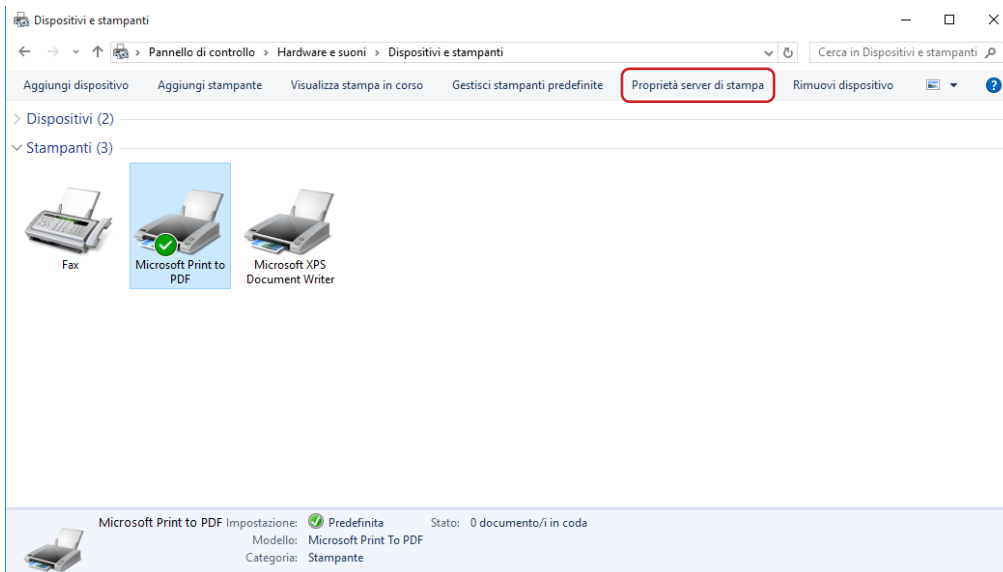 Dispositivi e stampanti
Pannello di controllo > Hardware e suoni > Dispositivi e stampanti
Cerca in Dispositivi e stampanti
Aggiungi dispositivo Aggiungi stampante Visualizza stampa in corso Gestisci stampanti predefinite Proprietà server di stampa Rimuovi dispositivo
Dispositivi (2)
Stampanti (3)
Fax
Microsoft Print to
PDF
Microsoft XPS
Document Writer
Microsoft Print to PDF Impostazione: Predefinita Stato: 0 documento/i in coda
Modello: Microsoft Print To PDF
Categoria: Stampante